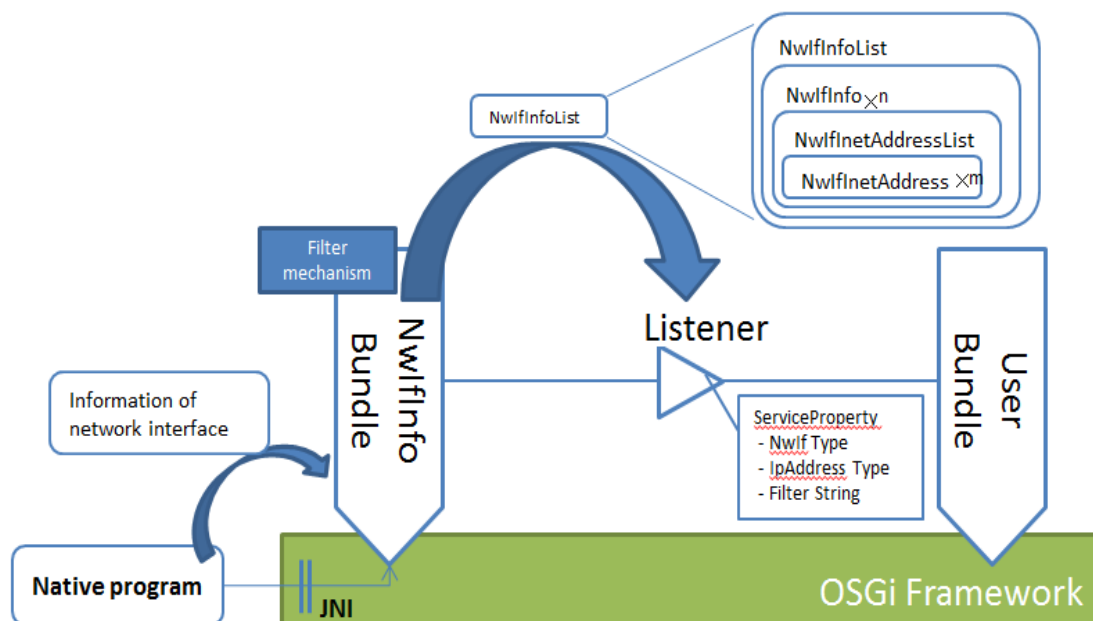 NwIfInfoList
NwIfInfo×n
NwIfInetAddressList
NwIfInetAddress ×m
NwIfInfoList
Filter
mechanism
NwIfInfo
Bundle
Listener
User
Bundle
Information of
network interface
ServiceProperty
- NwIf Type
- IpAddress Type
- Filter String
Native program
JNI
OSGi Framework